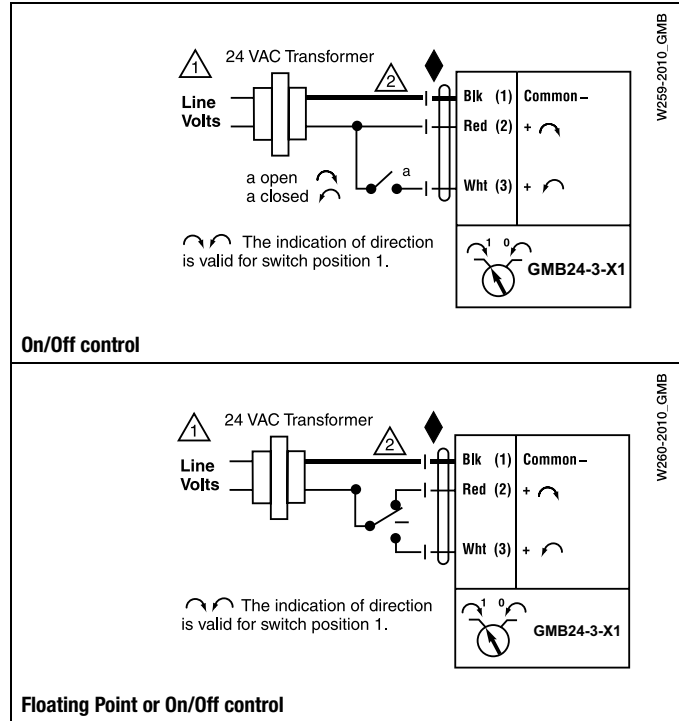 W259-2010_GMB
1
24 VAC Transformer
2
Line
Volts
Blk (1) Common –
Red (2) +
a open
a closed
a
Wht (3) +
The indication of direction
is valid for switch position 1.
1 0
GMB24-3-X1
On/Off control
W260-2010_GMB
1
24 VAC Transformer
2
Line
Volts
Blk (1) Common –
Red (2) +
Wht (3) +
The indication of direction
is valid for switch position 1.
1 0
GMB24-3-X1
Floating Point or On/Off control